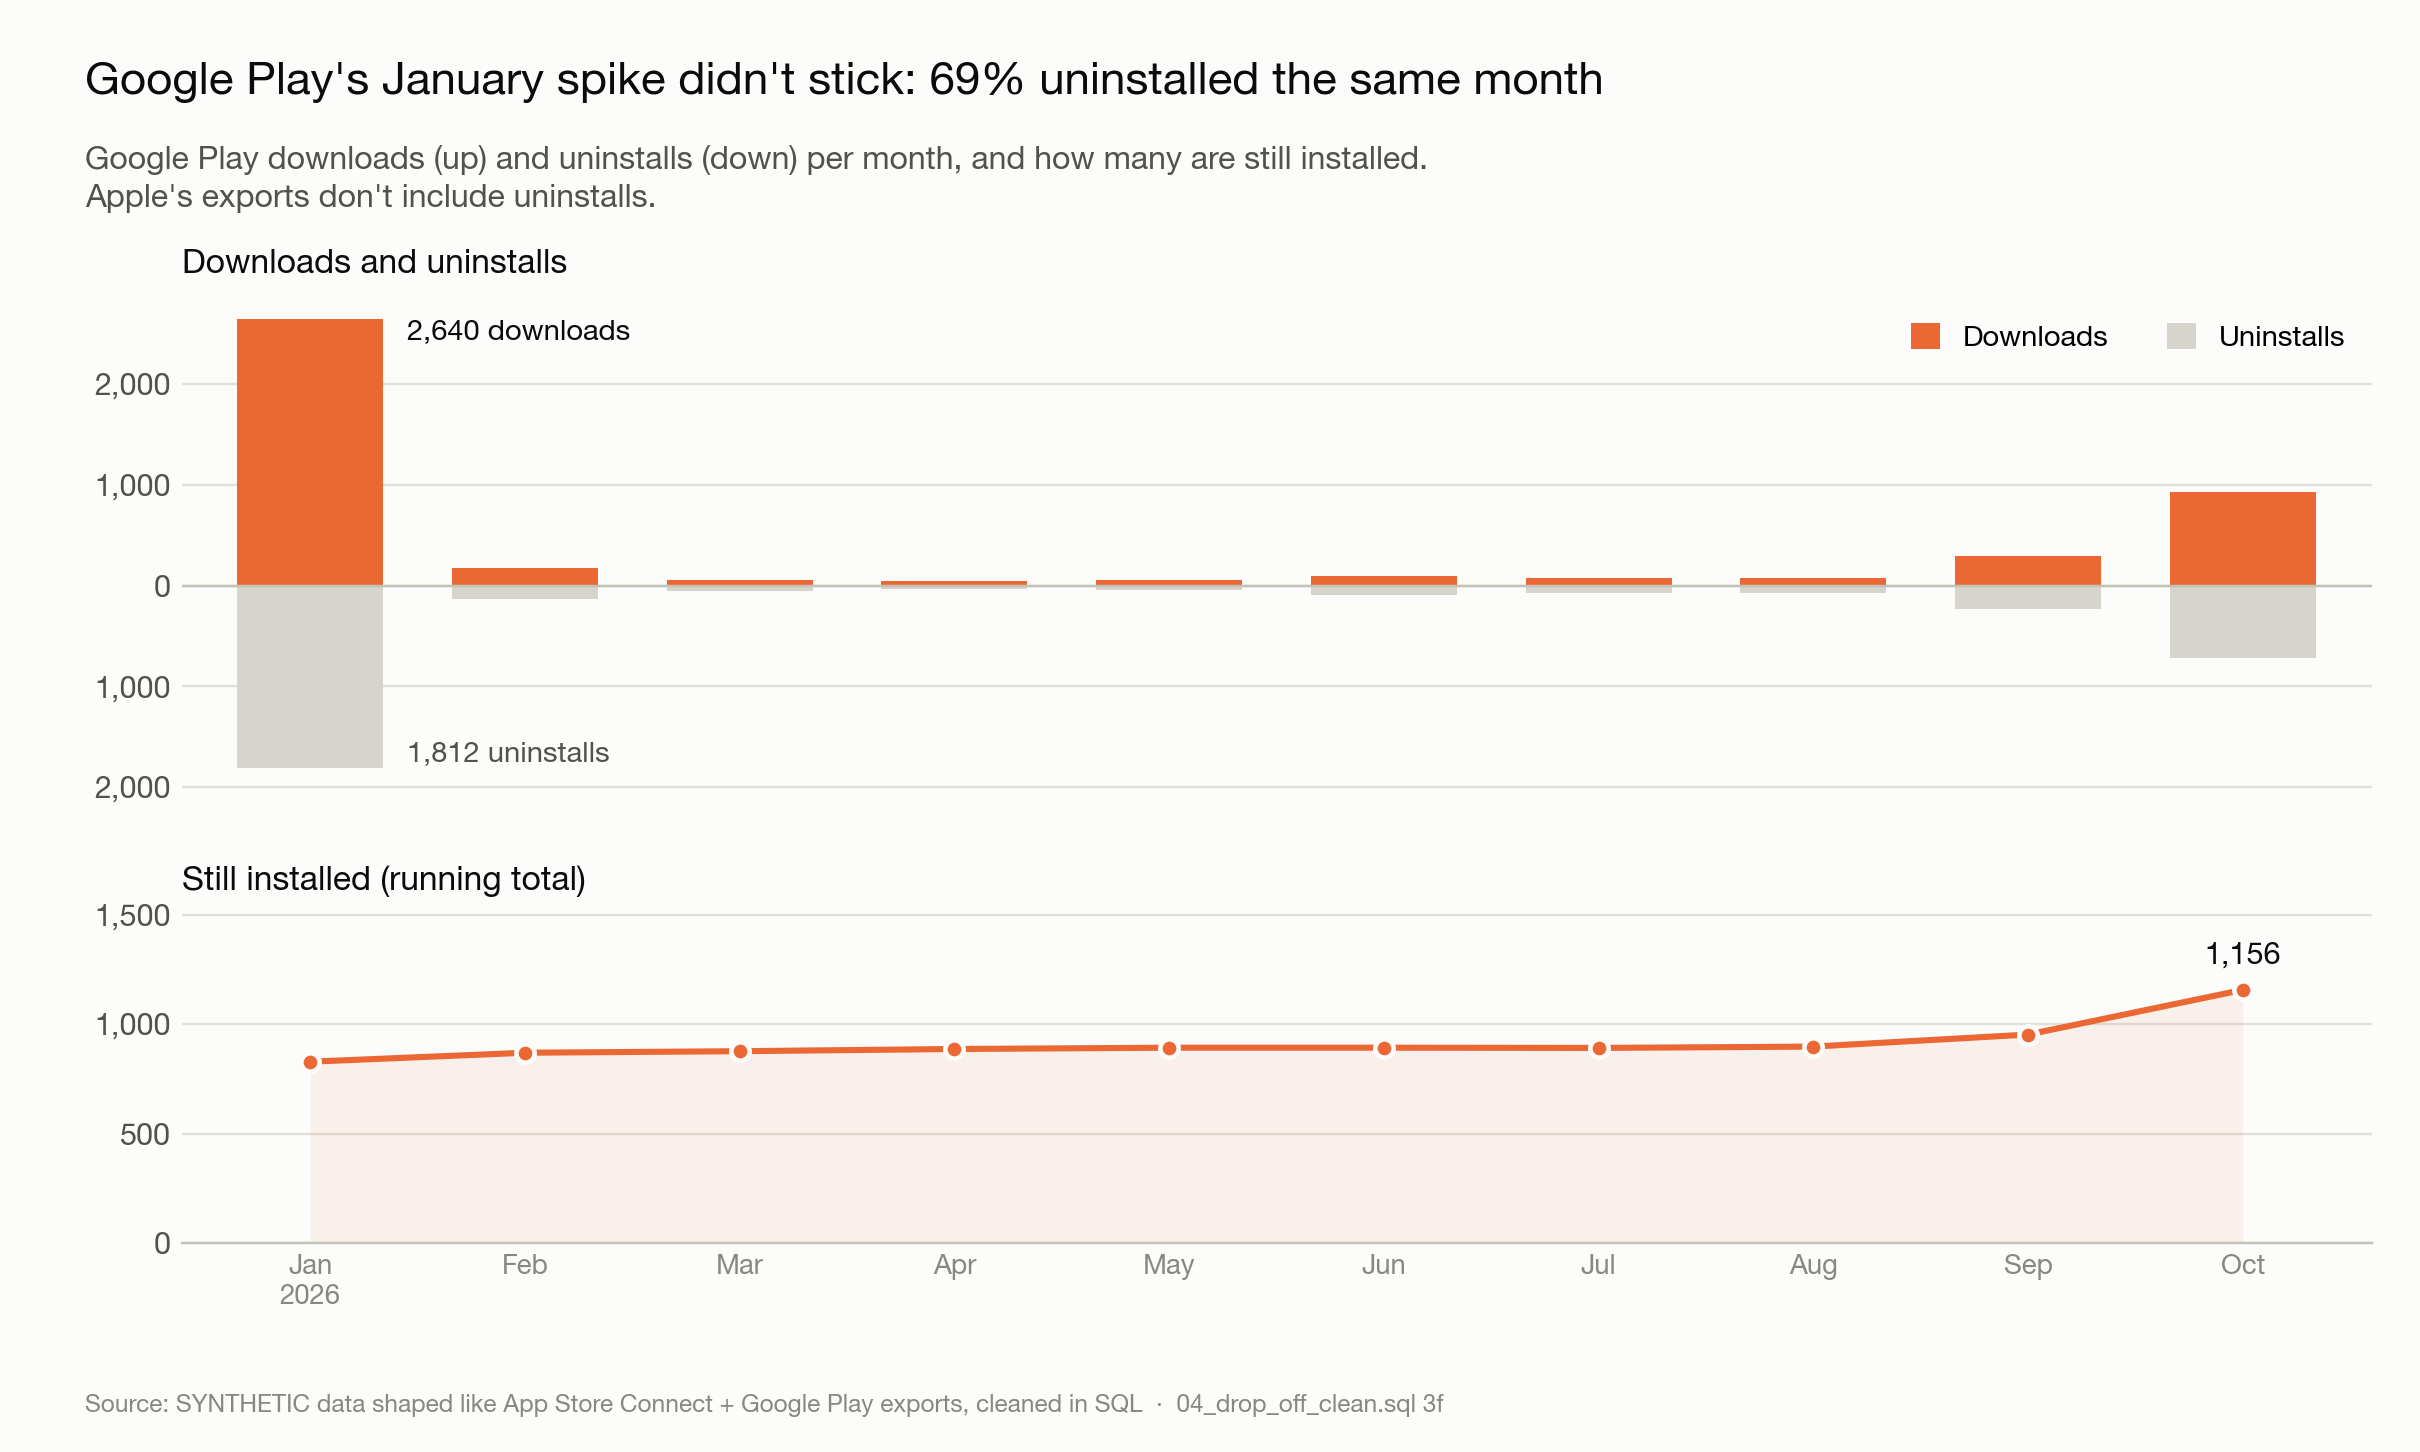 Google Play's January spike didn't stick: 69% uninstalled the same month
Google Play downloads (up) and uninstalls (down) per month, and how many are still installed.
Apple's exports don't include uninstalls.
Downloads and uninstalls
2,640 downloads
Downloads
Uninstalls
2,000
1,000
0
1,000
1,812 uninstalls
2,000
Still installed (running total)
1,500
1,156
1,000
500
0
Jan Feb Mar Apr May Jun Jul Aug Sep Oct
2026
Source: SYNTHETIC data shaped like App Store Connect + Google Play exports, cleaned in SQL · 04_drop_off_clean.sql 3f